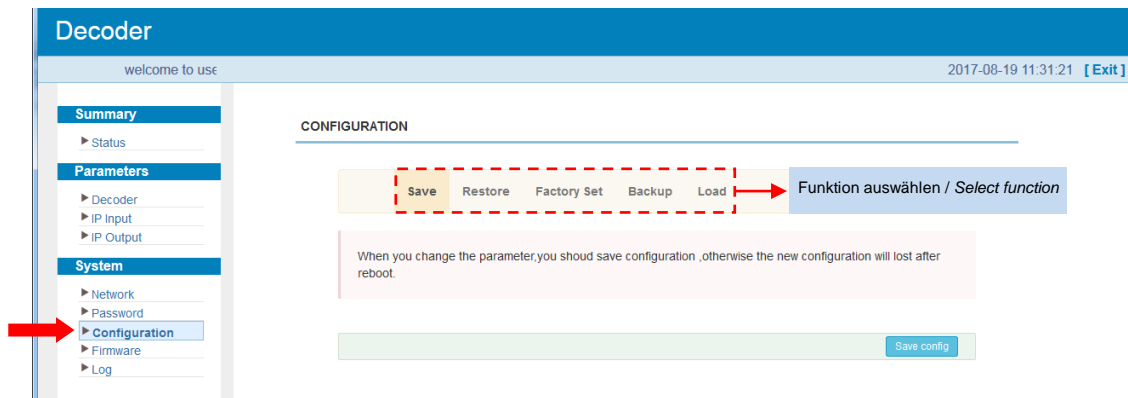 Decoder
welcome to use
2017-08-19 11:31:21 [ Exit ]
Summary
Status
Parameters
Decoder
IP Input
IP Output
System
Network
Password
Configuration
Firmware
Log
CONFIGURATION
Save Restore Factory Set Backup Load
Funktion auswählen / Select function
When you change the parameter,you shoud save configuration ,otherwise the new configuration will lost after
reboot.
Save config